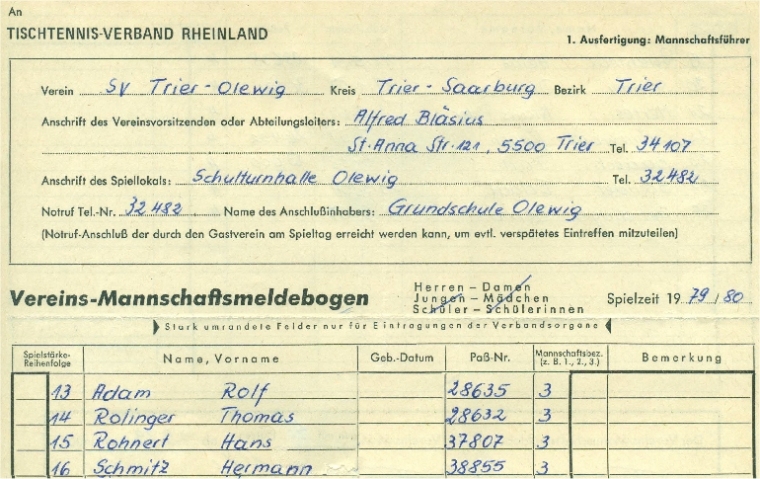 An
TISCHTENNIS-VERBAND RHEINLAND
1. Ausfertigung: Mannschaftsführer
Verein SV Trier-Olewig Kreis Trier-Saarburg Bezirk Trier
Anschrift des Vereinsvorsitzenden oder Abteilungsleiters: Alfred Bläsius
St. Anna Str. 121, 5500 Trier Tel. 34107
Anschrift des Spiellokals: Schulturnhalle Olewig Tel. 32482
Notruf Tel.-Nr. 32482 Name des Anschlußinhabers: Grundschule Olewig
(Notruf-Anschluß der durch den Gastverein am Spieltag erreicht werden kann, um evtl. verspätetes Eintreffen mitzuteilen)
Vereins-Mannschaftsmeldebogen
Herren – Damen
Jungen – Mädchen
Schüler – Schülerinnen
Spielzeit 19 79/80
Stark umrandete Felder nur für Eintragungen der Verbandsorgane
Spielstärke-Reihenfolge Name, Vorname Geb.-Datum Paß-Nr. Mannschaftsbez. (z. B. 1., 2., 3.) Bemerkung
13 Adam Rolf 28635 3
14 Rolinger Thomas 28632 3
15 Rohnert Hans 37807 3
16 Schmitz Hermann 38855 3